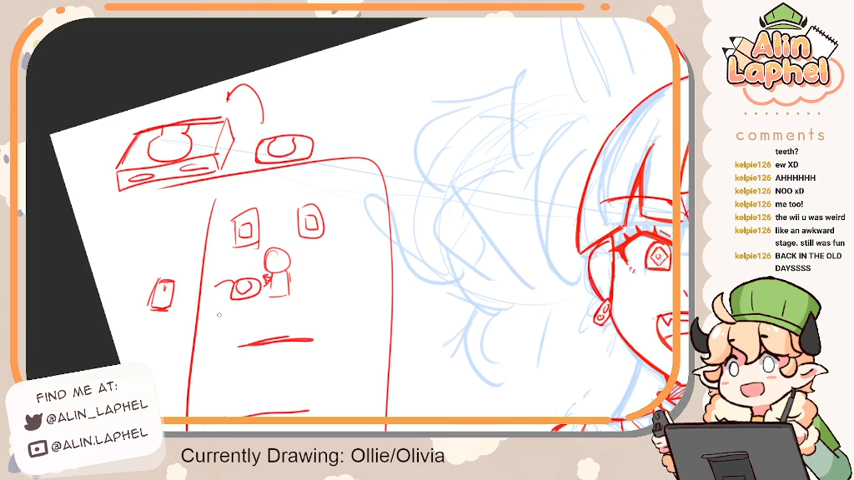 Alin
Laphel
comments
teeth?
kelpie126 ew XD
kelpie126 AHHHHHH
kelpie126 NOO xD
kelpie126 me too!
kelpie126 the wii u was weird
kelpie126 like an awkward
stage. still was fun
kelpie126 BACK IN THE OLD
DAYSSSS
FIND ME AT:
@ALIN_LAPHEL
@ALIN.LAPHEL
Currently Drawing: Ollie/Olivia